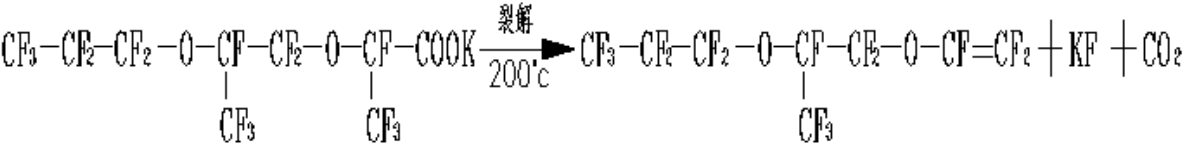 裂解
CF₃-CF₂-CF₂-O-CF-CF₂-O-CF-COOK → CF₃-CF₂-CF₂-O-CF-CF₂-O-CF=CF₂+KF+CO₂
200°c
CF₃ CF₃ CF₃